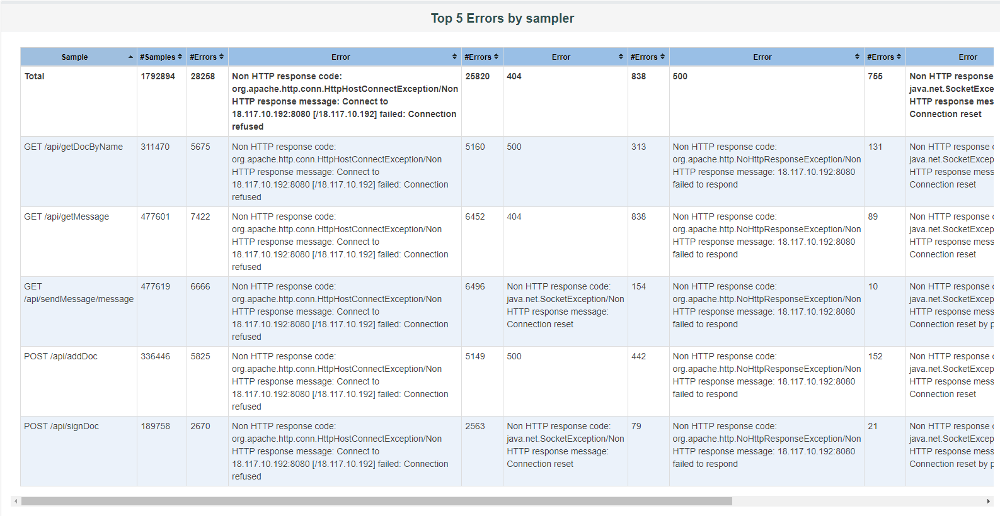 Top 5 Errors by sampler
Sample #Samples #Errors Error #Errors Error #Errors Error #Errors Error
Total 1792894 28258 Non HTTP response code: 25820 404 838 500 755 Non HTTP response
org.apache.http.conn.HttpHostConnectException/Non java.net.SocketExce
HTTP response message: Connect to HTTP response mes
18.117.10.192:8080 [/18.117.10.192] failed: Connection Connection reset
refused
GET /api/getDocByName 311470 5675 Non HTTP response code: 5160 500 313 Non HTTP response code: 131 Non HTTP response c
org.apache.http.conn.HttpHostConnectException/Non org.apache.http.NoHttpResponseException/Non java.net.SocketExcep
HTTP response message: Connect to HTTP response message: 18.117.10.192:8080 HTTP response mess
18.117.10.192:8080 [/18.117.10.192] failed: Connection failed to respond Connection reset
refused
GET /api/getMessage 477601 7422 Non HTTP response code: 6452 404 838 Non HTTP response code: 89 Non HTTP response c
org.apache.http.conn.HttpHostConnectException/Non org.apache.http.NoHttpResponseException/Non java.net.SocketExcep
HTTP response message: Connect to HTTP response message: 18.117.10.192:8080 HTTP response mess
18.117.10.192:8080 [/18.117.10.192] failed: Connection failed to respond Connection reset
refused
GET 477619 6666 Non HTTP response code: 6496 Non HTTP response code: 154 Non HTTP response code: 10 Non HTTP response c
/api/sendMessage/message org.apache.http.conn.HttpHostConnectException/Non java.net.SocketException/Non org.apache.http.NoHttpResponseException/Non java.net.SocketExcep
HTTP response message: Connect to HTTP response message: HTTP response message: 18.117.10.192:8080 HTTP response mess
18.117.10.192:8080 [/18.117.10.192] failed: Connection Connection reset failed to respond Connection reset by p
refused
POST /api/addDoc 336446 5825 Non HTTP response code: 5149 500 442 Non HTTP response code: 152 Non HTTP response c
org.apache.http.conn.HttpHostConnectException/Non org.apache.http.NoHttpResponseException/Non java.net.SocketExcep
HTTP response message: Connect to HTTP response message: 18.117.10.192:8080 HTTP response mess
18.117.10.192:8080 [/18.117.10.192] failed: Connection failed to respond Connection reset
refused
POST /api/signDoc 189758 2670 Non HTTP response code: 2563 Non HTTP response code: 79 Non HTTP response code: 21 Non HTTP response c
org.apache.http.conn.HttpHostConnectException/Non java.net.SocketException/Non org.apache.http.NoHttpResponseException/Non java.net.SocketExcep
HTTP response message: Connect to HTTP response message: HTTP response message: 18.117.10.192:8080 HTTP response mess
18.117.10.192:8080 [/18.117.10.192] failed: Connection Connection reset failed to respond Connection reset by p
refused